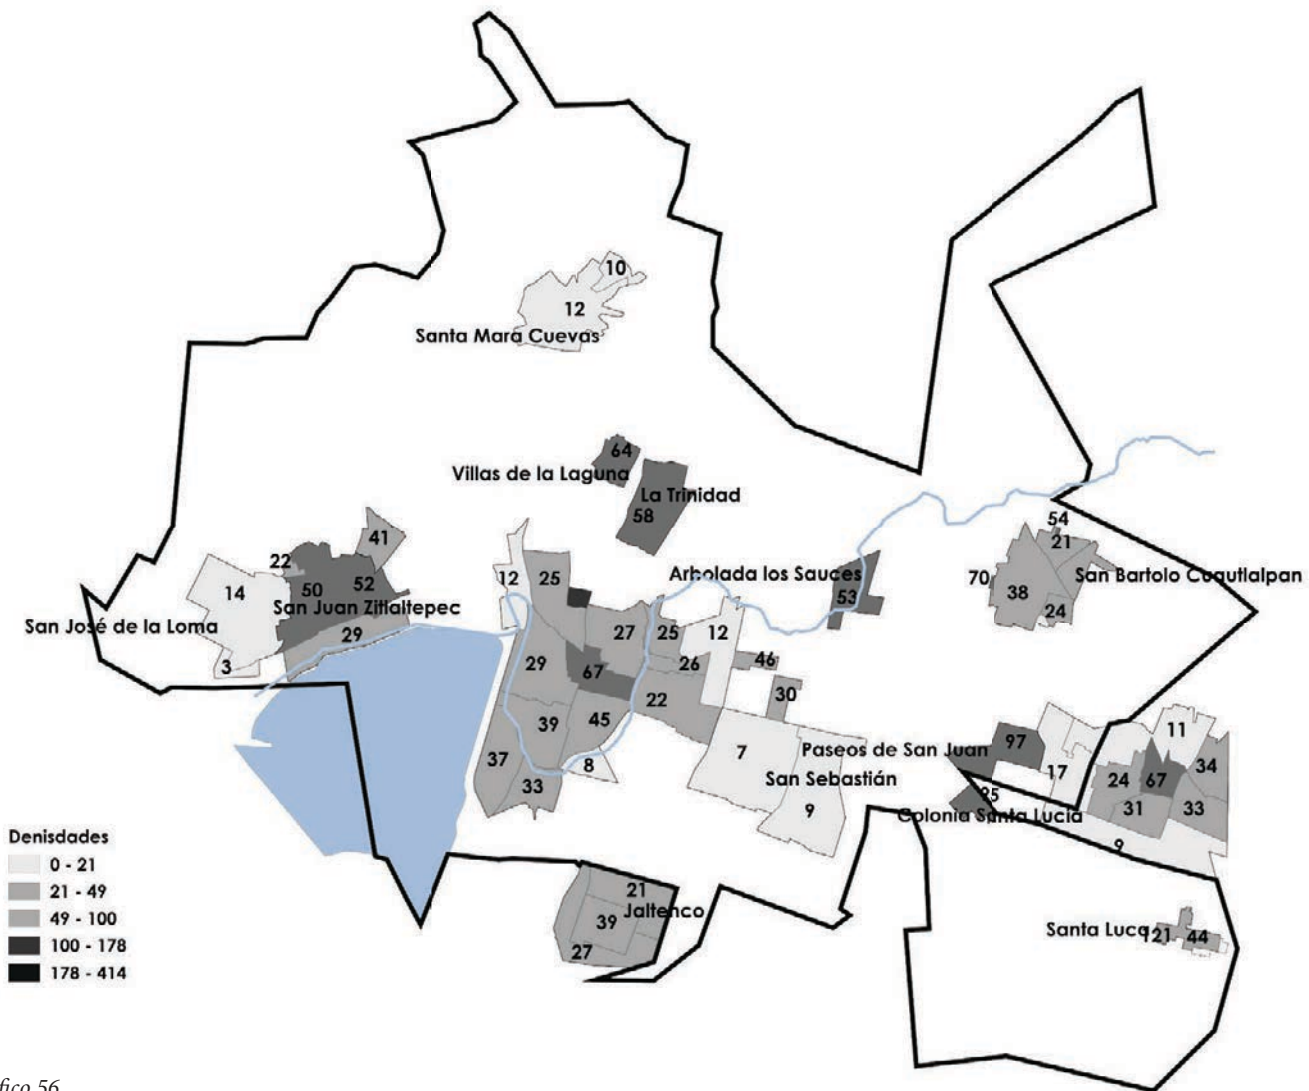 10
12
Santa Mara Cuevas
64
Villas de la Laguna
La Trinidad
58
54
41
21
22
12
25
Arbolada los Sauces
70
San Bartolo Cuautlalpan
14
50
52
53
38
San Juan Zitlaltepec
24
San José de la Loma
29
27
25
12
3
29
67
26
46
22
30
39
45
11
7
Paseos de San Juan
97
37
8
San Sebastián
17
24
67
34
33
35
9
Colonia Santa Lucia
31
33
9
Denisdades
0 - 21
21 - 49
49 - 100
100 - 178
178 - 414
21
39
Jaltenco
27
Santa Luca
121
44
fico 56